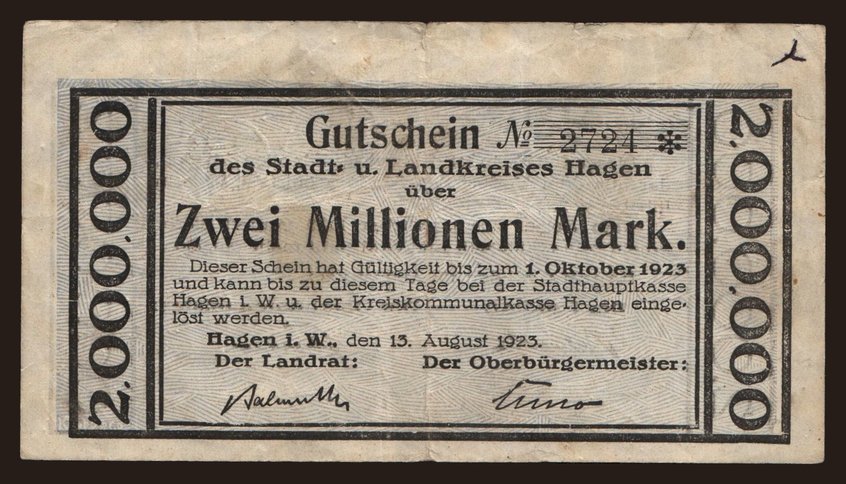 2.000.000
Gutschein № 2724 *
des Stadt- u. Landkreises Hagen
über
Zwei Millionen Mark.
Dieser Schein hat Gültigkeit bis zum 1. Oktober 1923
und kann bis zu diesem Tage bei der Stadthauptkasse
Hagen i. W. u. der Kreiskommunalkasse Hagen einge-
löst werden.
Hagen i. W., den 13. August 1923.
Der Landrat: Der Oberbürgermeister:
Cuno
2.000.000